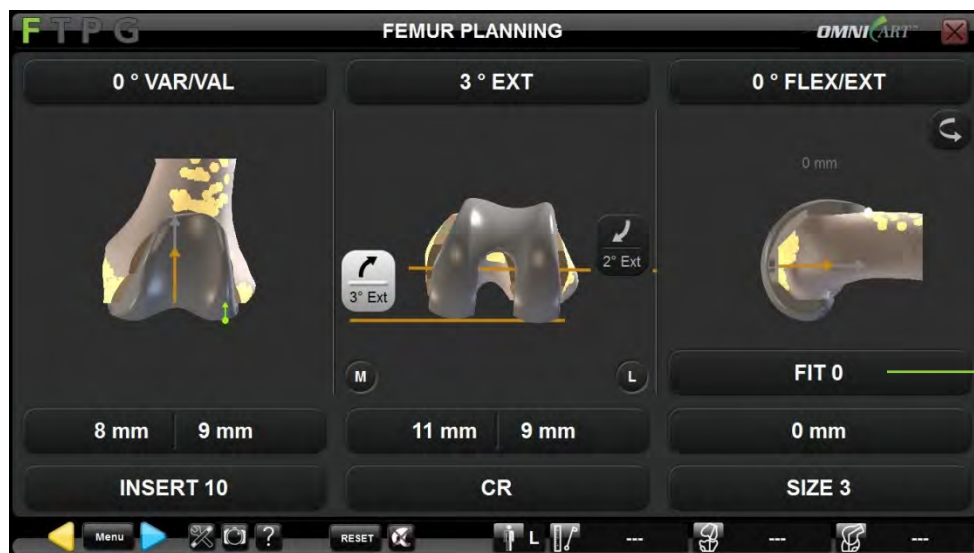 FTPG
FEMUR PLANNING
OMNI ART™
0 ° VAR/VAL
3 ° EXT
0 ° FLEX/EXT
0 mm
3° Ext
2° Ext
M
L
FIT 0
8 mm
9 mm
11 mm
9 mm
0 mm
INSERT 10
CR
SIZE 3
Menu
?
RESET
L
---
---
---